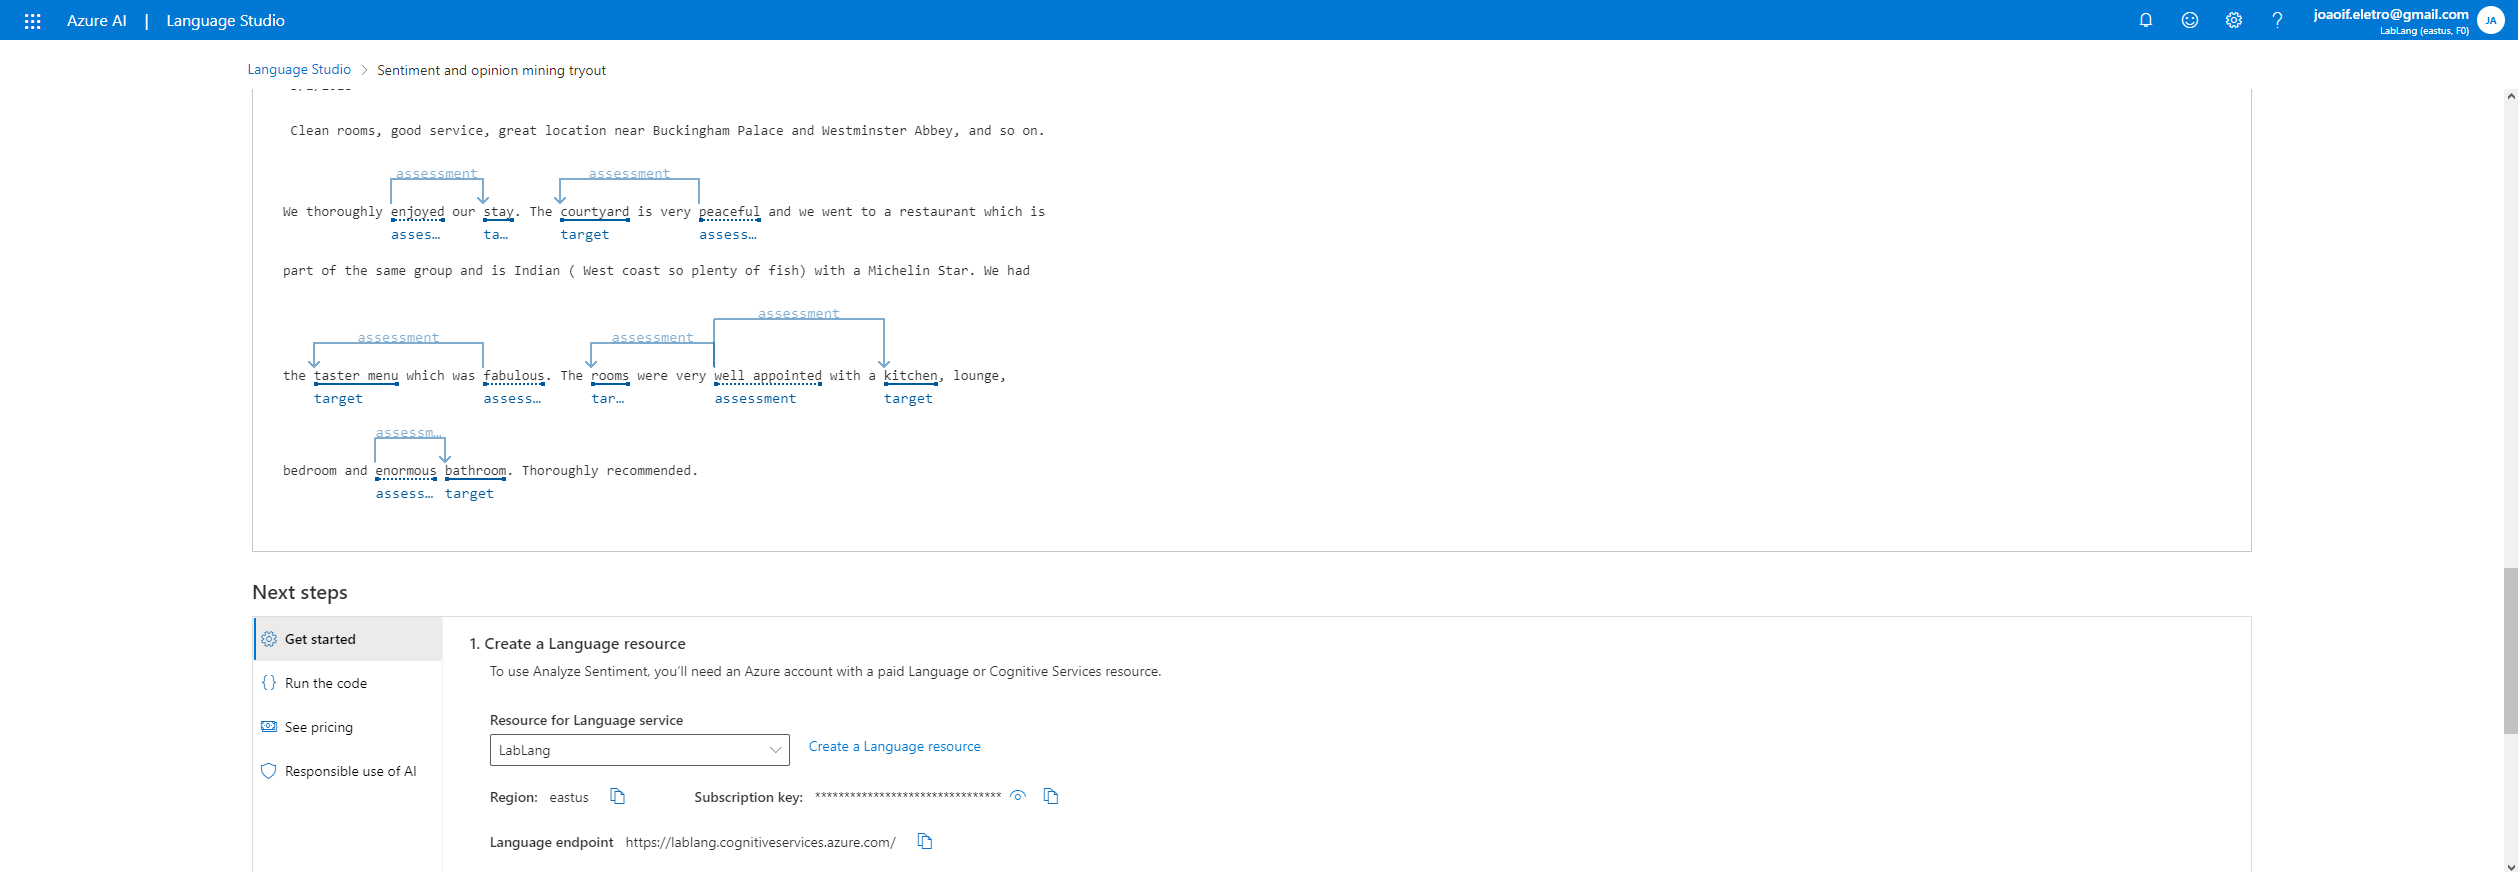 Azure AI | Language Studio
joaoif.eletro@gmail.com
LabLang (eastus, F0)
JA
Language Studio > Sentiment and opinion mining tryout
Clean rooms, good service, great location near Buckingham Palace and Westminster Abbey, and so on.
assessment assessment
We thoroughly enjoyed our stay. The courtyard is very peaceful and we went to a restaurant which is
asses… ta… target assess…
part of the same group and is Indian ( West coast so plenty of fish) with a Michelin Star. We had
assessment
assessment assessment
the taster menu which was fabulous. The rooms were very well appointed with a kitchen, lounge,
target assess… tar… assessment target
assessm…
bedroom and enormous bathroom. Thoroughly recommended.
assess… target
Next steps
Get started
Run the code
See pricing
Responsible use of AI
1. Create a Language resource
To use Analyze Sentiment, you’ll need an Azure account with a paid Language or Cognitive Services resource.
Resource for Language service
LabLang
Create a Language resource
Region: eastus
Subscription key: ********************************
Language endpoint https://lablang.cognitiveservices.azure.com/